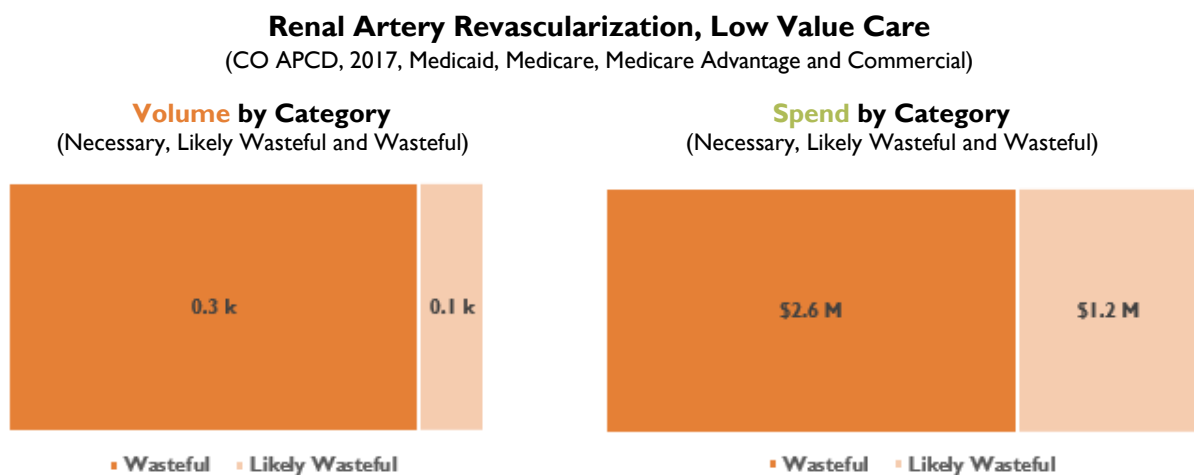 Renal Artery Revascularization, Low Value Care
(CO APCD, 2017, Medicaid, Medicare, Medicare Advantage and Commercial)
Volume by Category
(Necessary, Likely Wasteful and Wasteful)
0.3 k
0.1 k
Wasteful Likely Wasteful
Spend by Category
(Necessary, Likely Wasteful and Wasteful)
$2.6 M
$1.2 M
Wasteful Likely Wasteful